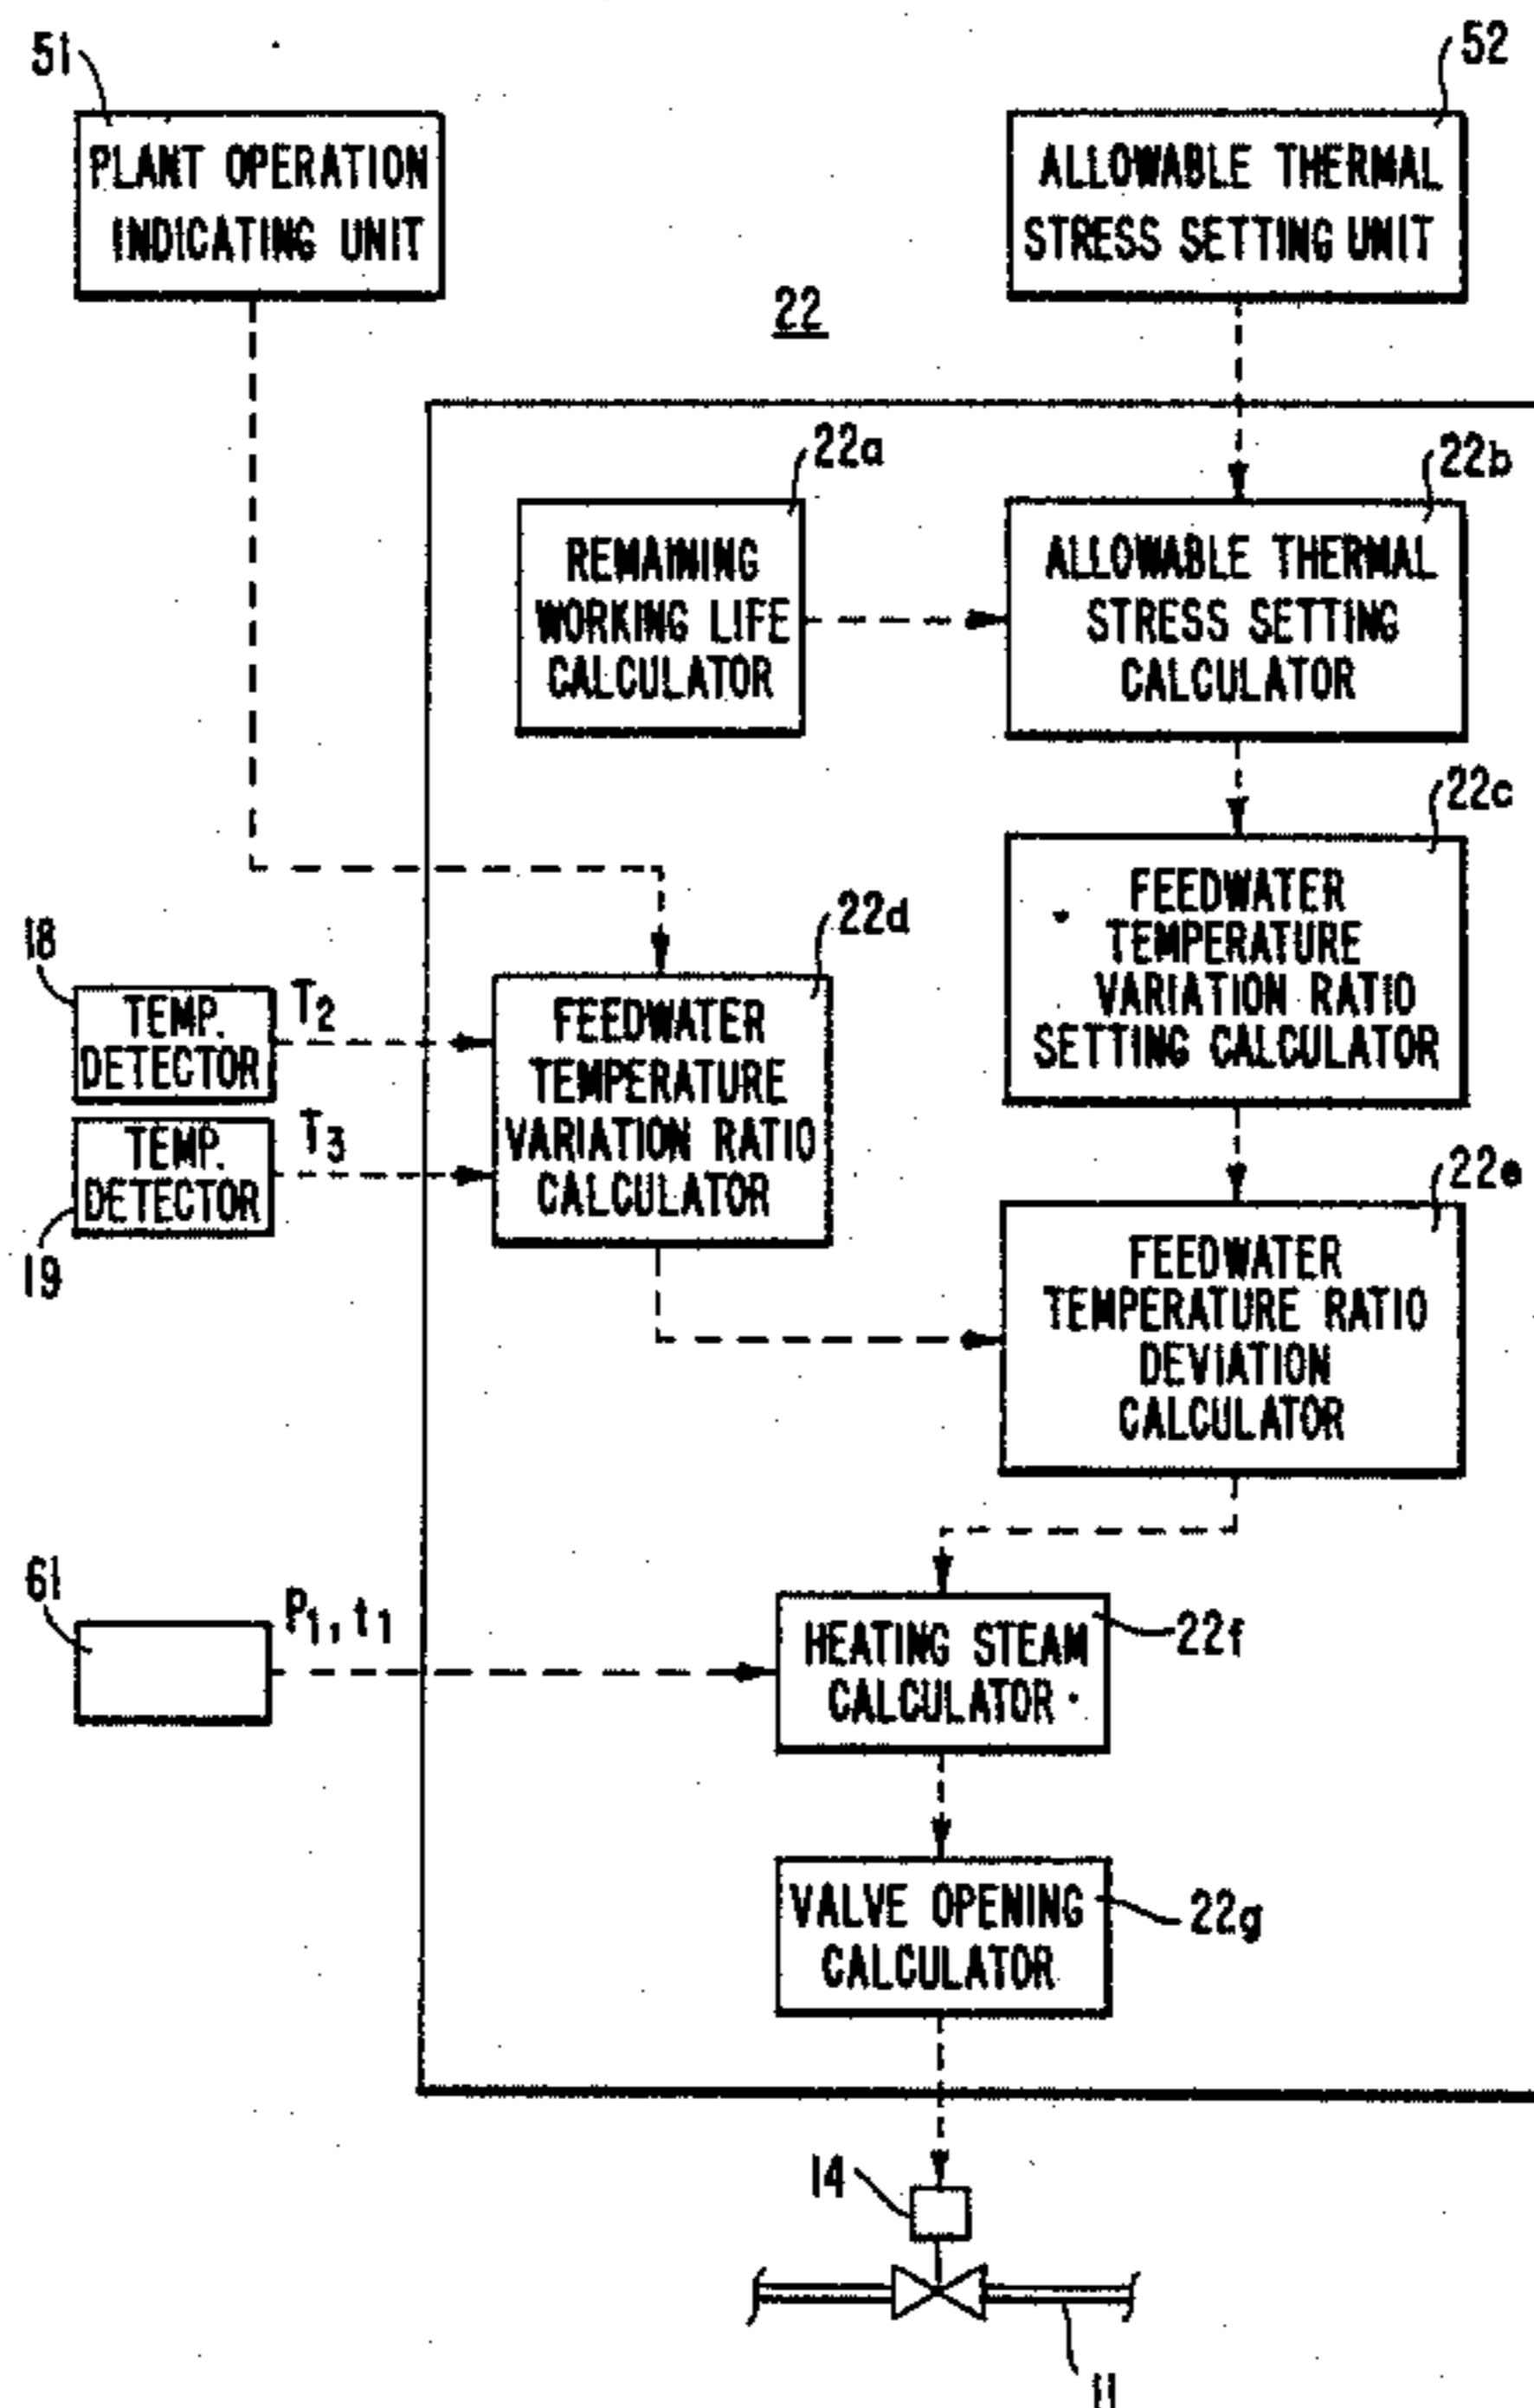 51
52
PLANT OPERATION
INDICATING UNIT
ALLOWABLE THERMAL
STRESS SETTING UNIT
22
22a
22b
REMAINING
WORKING LIFE
CALCULATOR
ALLOWABLE THERMAL
STRESS SETTING
CALCULATOR
22c
FEEDWATER
TEMPERATURE
VARIATION RATIO
SETTING CALCULATOR
22d
18
TEMP.
DETECTOR
T2
FEEDWATER
TEMPERATURE
VARIATION RATIO
CALCULATOR
TEMP.
DETECTOR
T3
19
22e
FEEDWATER
TEMPERATURE RATIO
DEVIATION
CALCULATOR
61
P1, t1
HEATING STEAM
CALCULATOR
22f
VALVE OPENING
CALCULATOR
22g
14
11